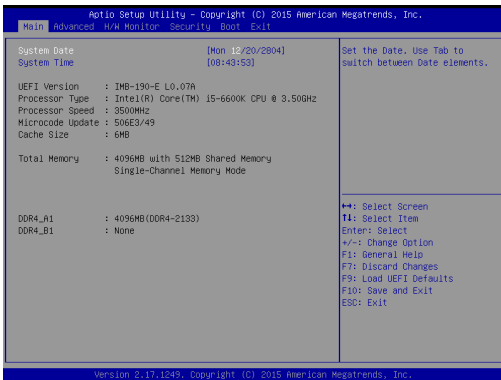 Aptio Setup Utility – Copyright (C) 2015 American Megatrends, Inc.
Main Advanced H/W Monitor Security Boot Exit
System Date [Mon 12/20/2804]
System Time [08:43:53]
UEFI Version : IMB-190-E L0.07A
Processor Type : Intel(R) Core(TM) i5-6600K CPU @ 3.50GHz
Processor Speed : 3500MHz
Microcode Update : 506E3/49
Cache Size : 6MB
Total Memory : 4096MB with 512MB Shared Memory
Single-Channel Memory Mode
DDR4_A1 : 4096MB(DDR4-2133)
DDR4_B1 : None
Set the Date. Use Tab to
switch between Date elements.
↔: Select Screen
↑↓: Select Item
Enter: Select
+/-: Change Option
F1: General Help
F7: Discard Changes
F9: Load UEFI Defaults
F10: Save and Exit
ESC: Exit
Version 2.17.1249. Copyright (C) 2015 American Megatrends, Inc.